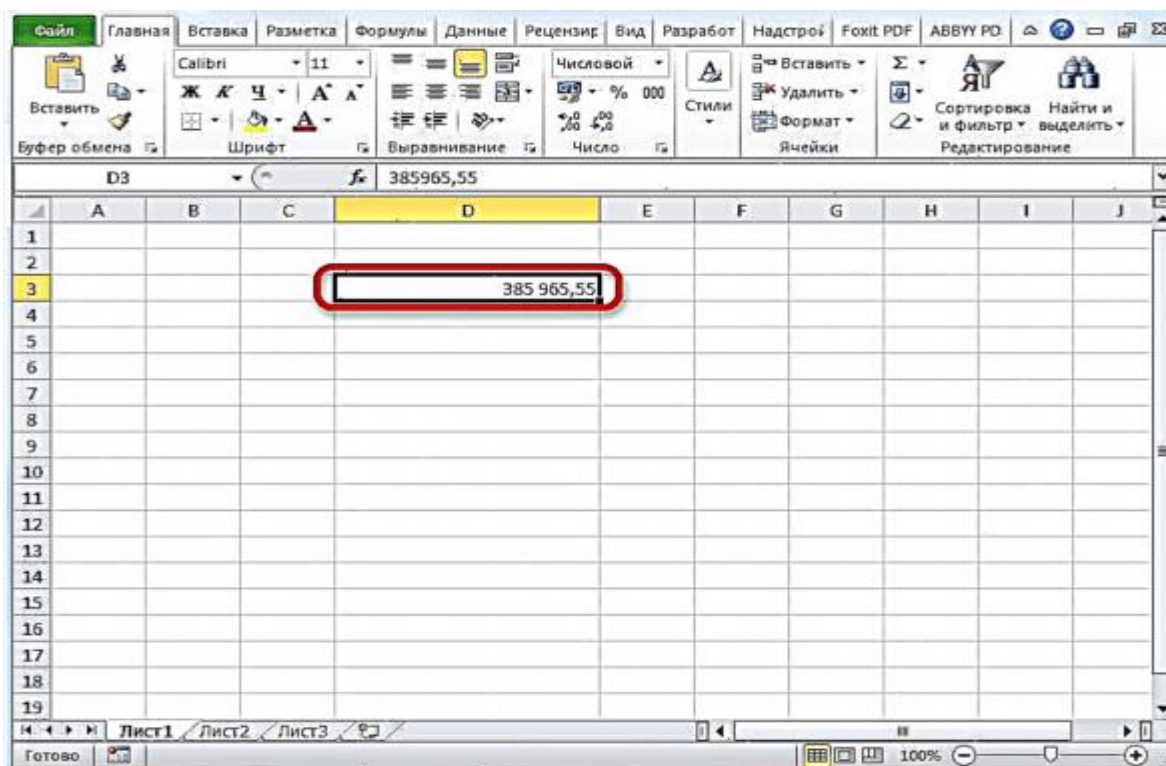 Файл Главная Вставка Разметка Формулы Данные Рецензир Вид Разработ Надстрой Foxit PDF ABBYY PD
Вставить
Буфер обмена
Calibri 11
Ж К Ч A A
А
Шрифт
Выравнивание
Числовой
% 000
,00 ,00
Число
A
Стили
Вставить
Удалить
Формат
Ячейки
Σ
Сортировка и фильтр
Найти и выделить
Редактирование
D3 fx 385965,55
A B C D E F G H I J
1
2
3 385 965,55
4
5
6
7
8
9
10
11
12
13
14
15
16
17
18
19
Лист1 Лист2 Лист3
Готово 100%